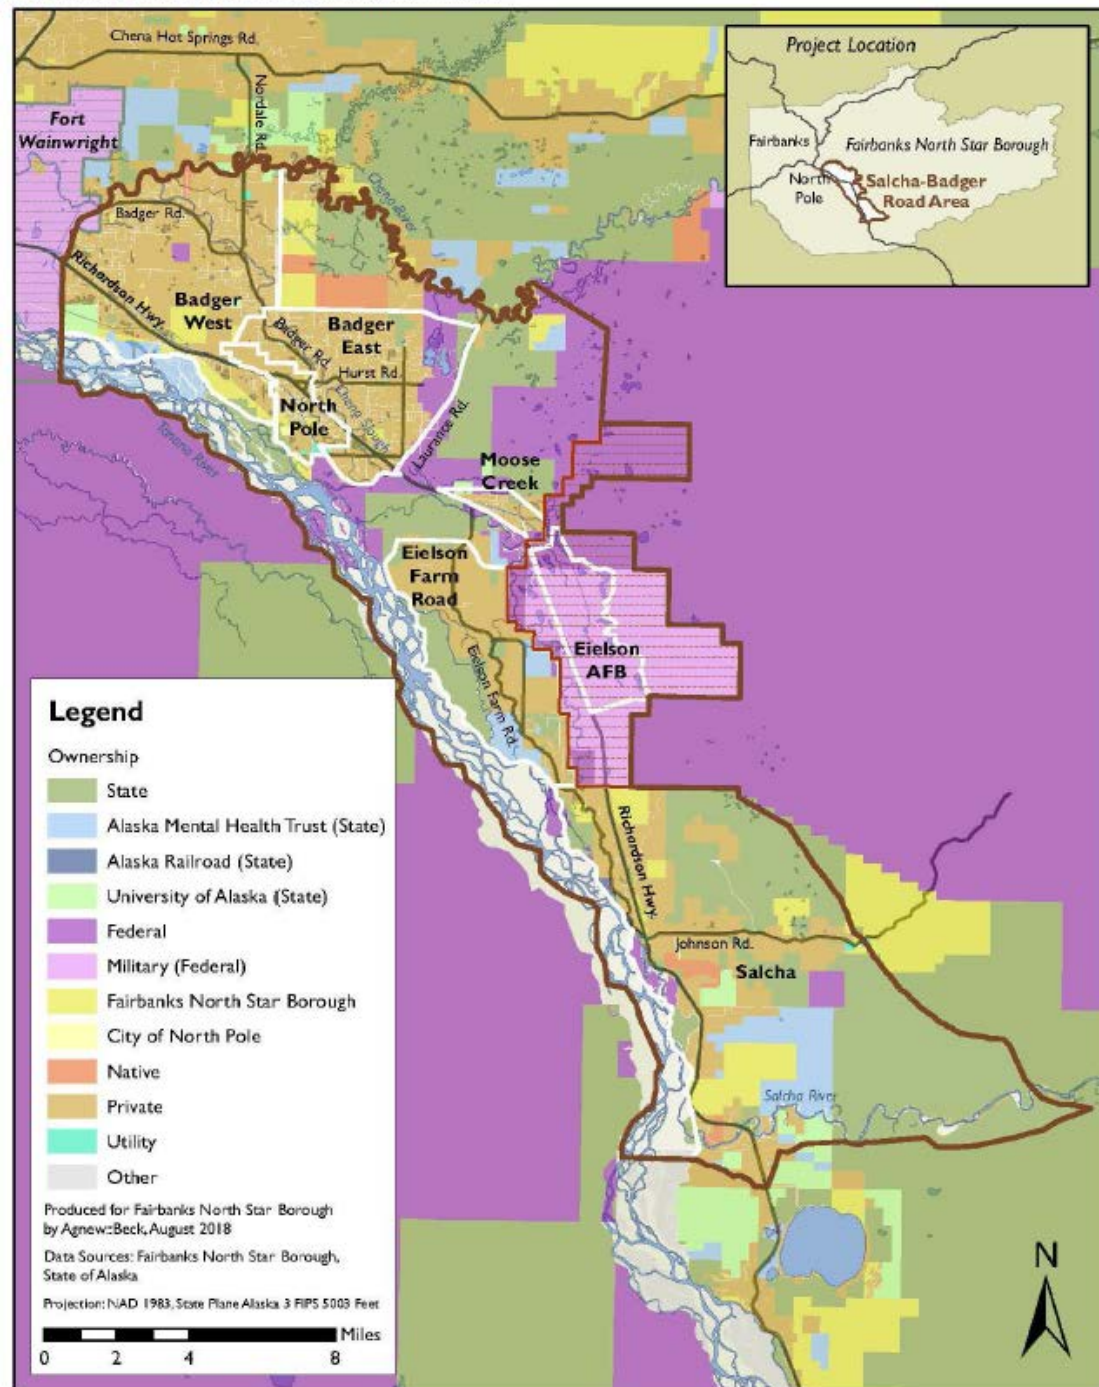 Chena Hot Springs Rd.
Nordale Rd.
Fort
Wainwright
Chena River
Badger Rd.
Richardson Hwy.
Badger
West
Badger
East
Badger Rd.
Hurst Rd.
North
Pole
Chena Slough
Laurance Rd.
Tanana River
Moose
Creek
Eielson
Farm
Road
Eielson
AFB
Eielson Farm Rd.
Richardson Hwy.
Johnson Rd.
Salcha
Salcha River
Project Location
Fairbanks
Fairbanks North Star Borough
North
Pole
Salcha-Badger
Road Area
Legend
Ownership
State
Alaska Mental Health Trust (State)
Alaska Railroad (State)
University of Alaska (State)
Federal
Military (Federal)
Fairbanks North Star Borough
City of North Pole
Native
Private
Utility
Other
Produced for Fairbanks North Star Borough
by Agnew::Beck, August 2018
Data Sources: Fairbanks North Star Borough,
State of Alaska
Projection: NAD 1983, State Plane Alaska 3 FIPS 5003 Feet
Miles
0 2 4 8
N